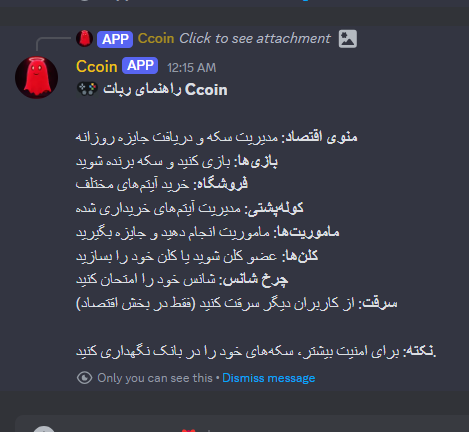 APP Ccoin Click to see attachment
Ccoin APP 12:15 AM
راهنمای ربات Ccoin
منوی اقتصاد: مدیریت سکه و دریافت جایزه روزانه
بازی‌ها: بازی کنید و سکه برنده شوید
فروشگاه: خرید آیتم‌های مختلف
کوله‌پشتی: مدیریت آیتم‌های خریداری شده
ماموریت‌ها: ماموریت انجام دهید و جایزه بگیرید
کلن‌ها: عضو کلن شوید یا کلن خود را بسازید
چرخ شانس: شانس خود را امتحان کنید
سرقت: از کاربران دیگر سرقت کنید (فقط در بخش اقتصاد)
نکته: برای امنیت بیشتر، سکه‌های خود را در بانک نگهداری کنید.
Only you can see this • Dismiss message